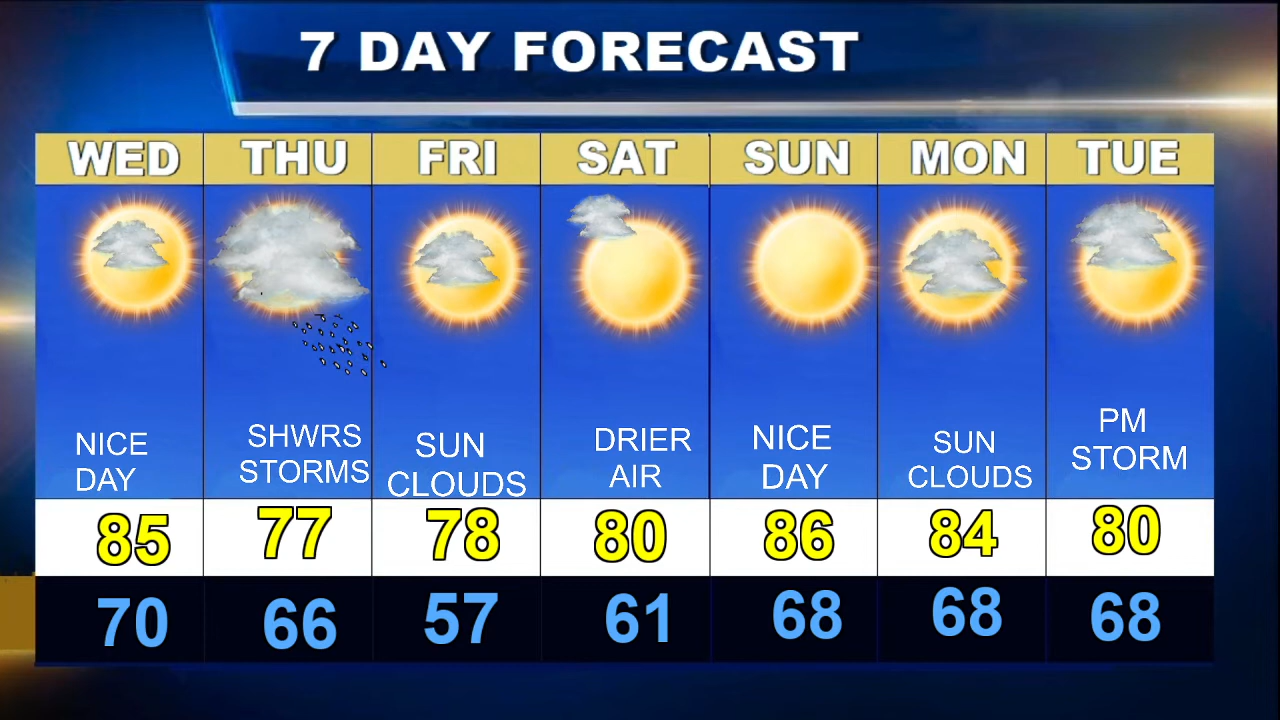 7 DAY FORECAST
WED THU FRI SAT SUN MON TUE
NICE
DAY
SHWRS
STORMS
SUN
CLOUDS
DRIER
AIR
NICE
DAY
SUN
CLOUDS
PM
STORM
85 77 78 80 86 84 80
70 66 57 61 68 68 68